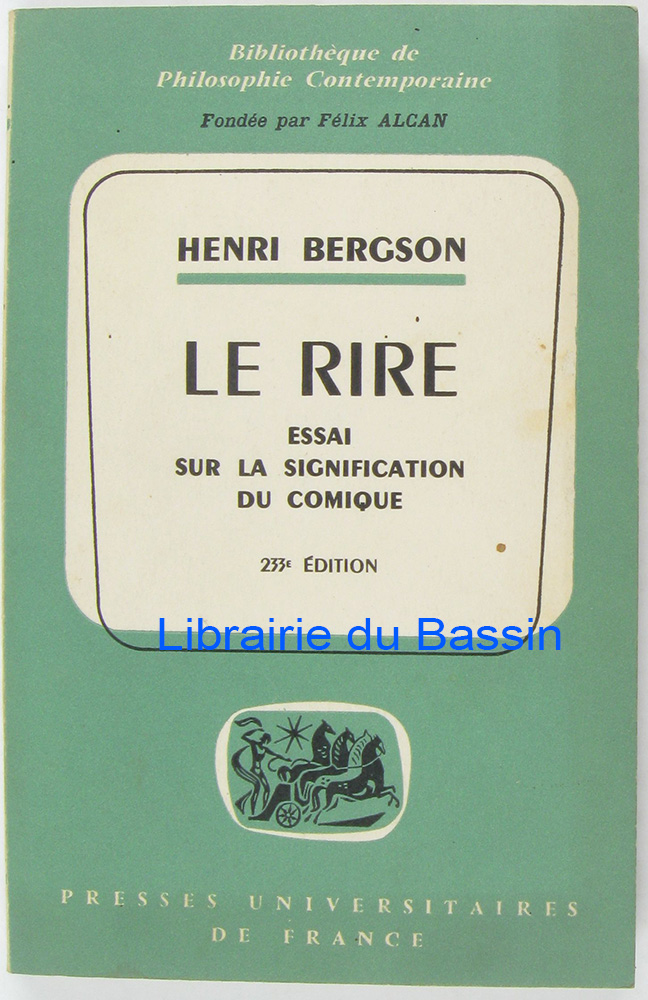 Bibliothèque de
Philosophie Contemporaine
Fondée par Félix ALCAN
HENRI BERGSON
LE RIRE
ESSAI
SUR LA SIGNIFICATION
DU COMIQUE
233E ÉDITION
Librairie du Bassin
PRESSES UNIVERSITAIRES
DE FRANCE